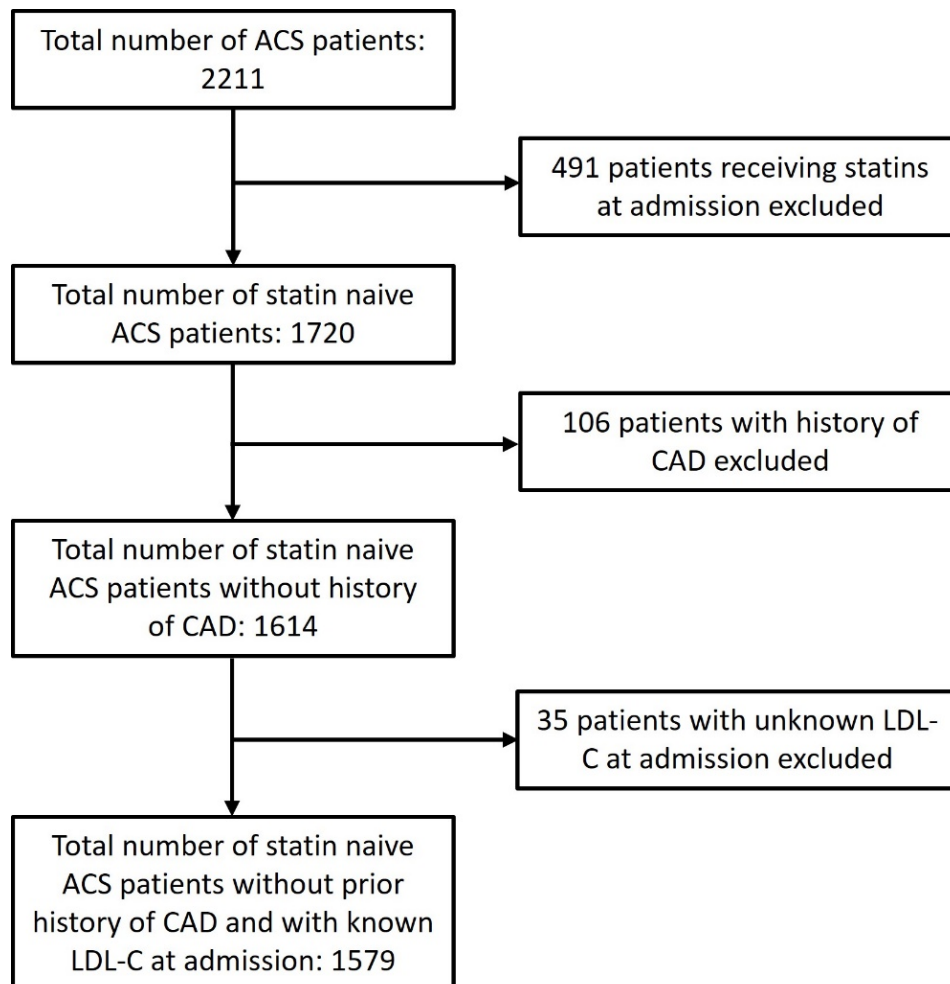 Total number of ACS patients:
2211
491 patients receiving statins
at admission excluded
Total number of statin naive
ACS patients: 1720
106 patients with history of
CAD excluded
Total number of statin naive
ACS patients without history
of CAD: 1614
35 patients with unknown LDL-
C at admission excluded
Total number of statin naive
ACS patients without prior
history of CAD and with known
LDL-C at admission: 1579